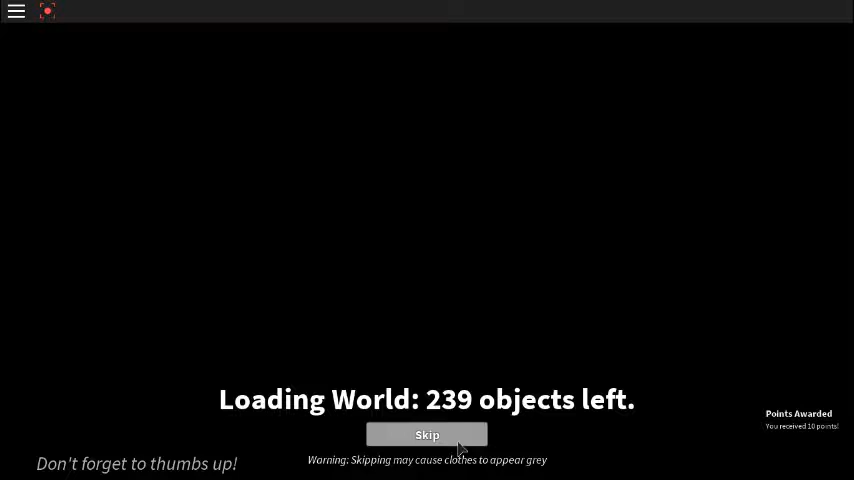 Loading World: 239 objects left.
Points Awarded
You received 10 points!
Skip
Warning: Skipping may cause clothes to appear grey
Don't forget to thumbs up!